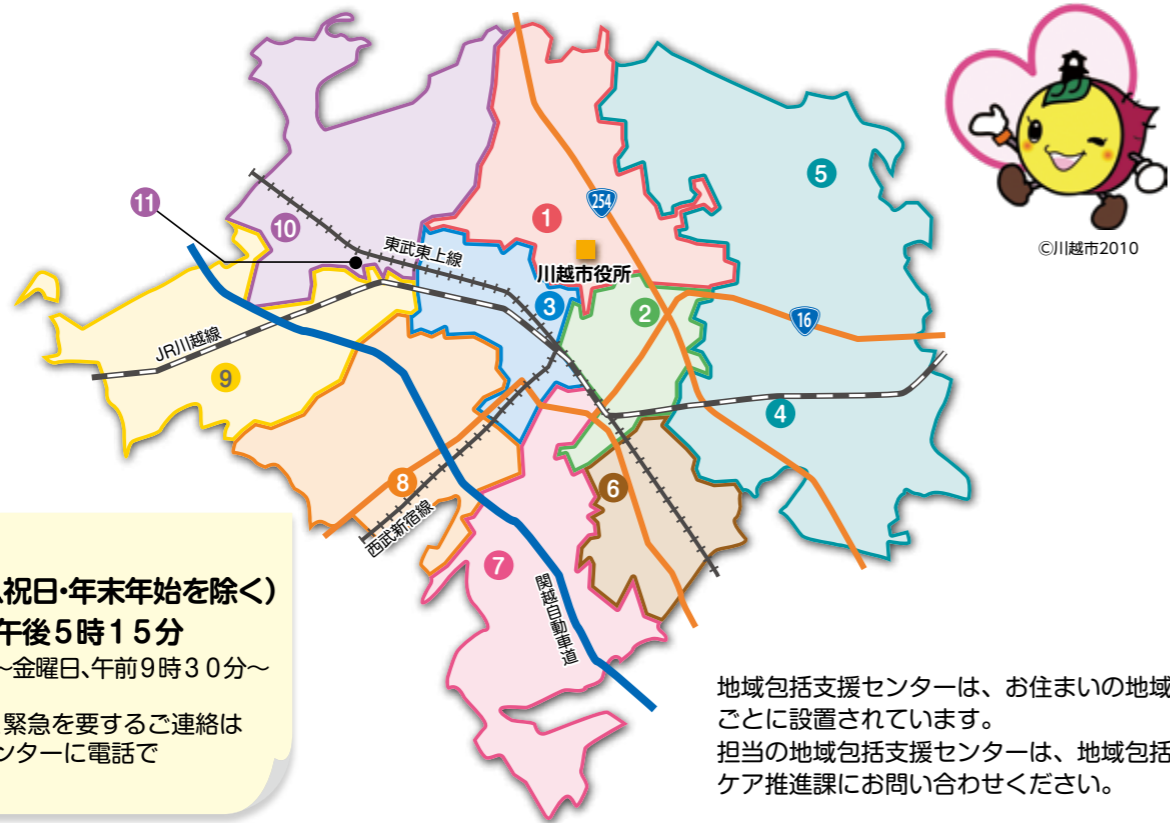 254
5
11
1
10
©川越市2010
東武東上線
川越市役所
3
2
16
JR川越線
9
4
8
6
西武新宿線
7
関越自動車道
祝日・年末年始を除く）
午後5時15分
～金曜日、午前9時30分～
緊急を要するご連絡は
ンターに電話で
地域包括支援センターは、お住まいの地域
ごとに設置されています。
担当の地域包括支援センターは、地域包括
ケア推進課にお問い合わせください。